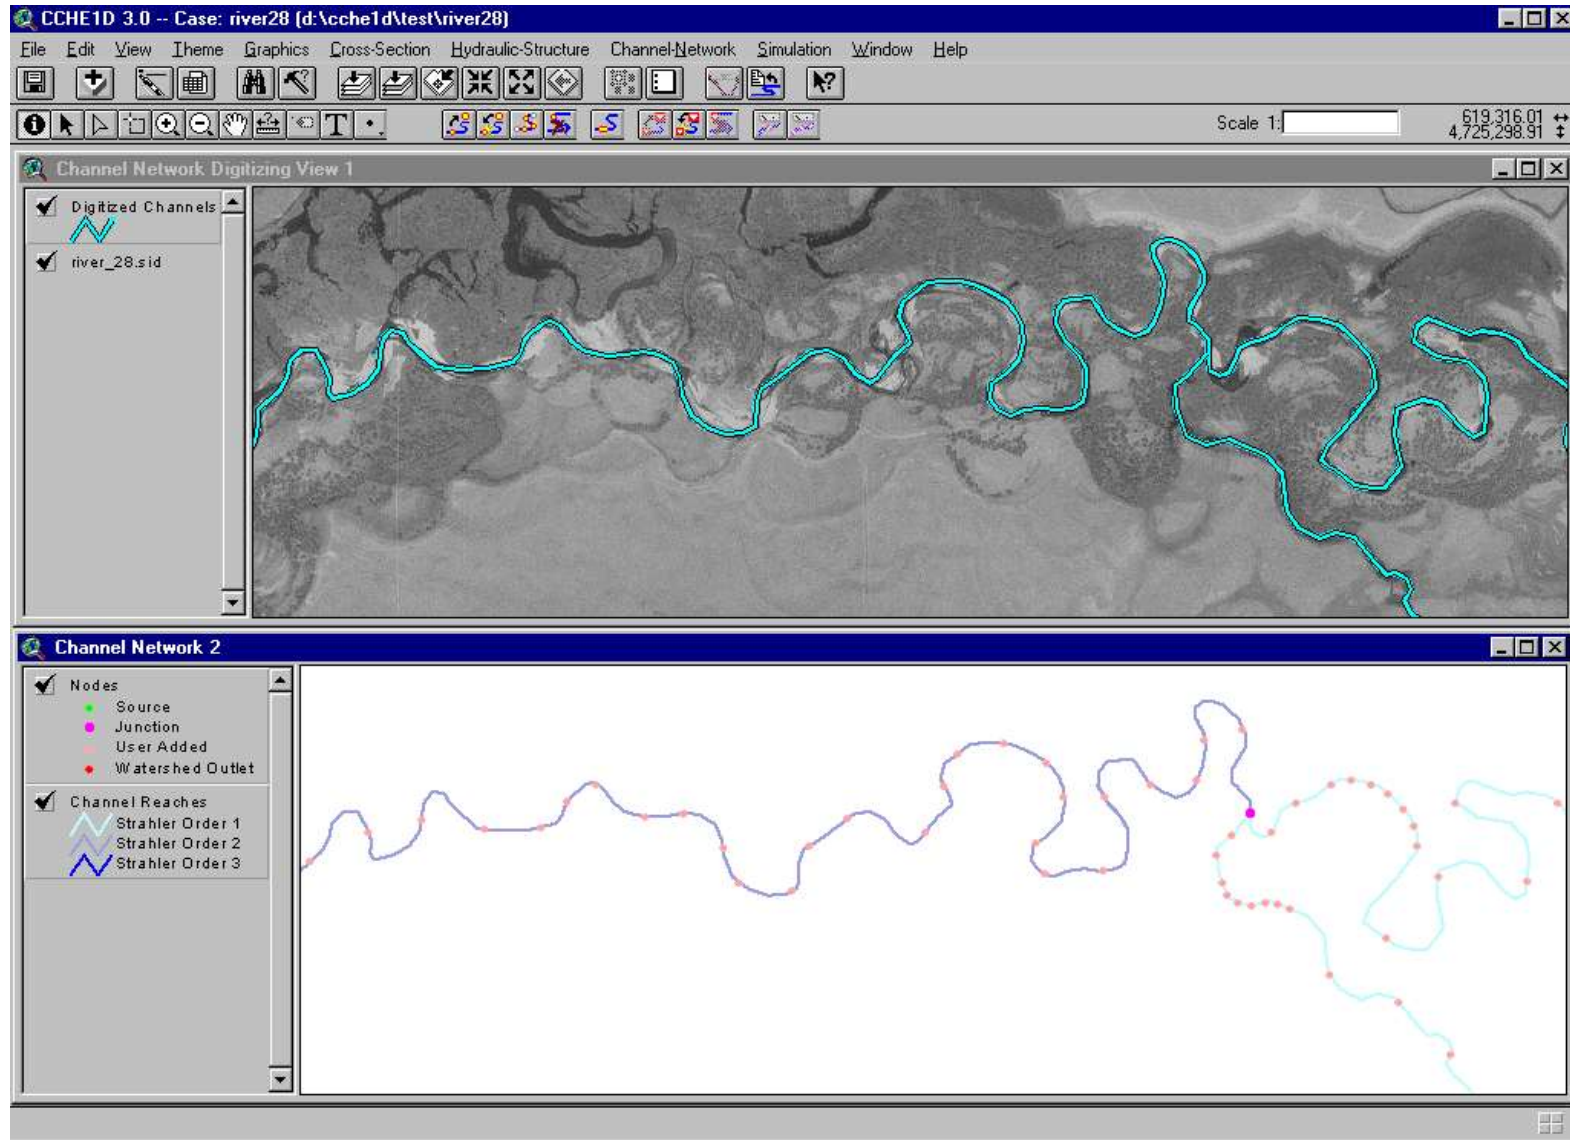 CCHE1D 3.0 -- Case: river28 (d:\cche1d\test\river28)
File Edit View Theme Graphics Cross-Section Hydraulic-Structure Channel-Network Simulation Window Help
T Scale 1: 619,316.01
4,725,298.91
Channel Network Digitizing View 1
Digitized Channels
river_28.sid
Channel Network 2
Nodes
Source
Junction
User Added
Watershed Outlet
Channel Reaches
Strahler Order 1
Strahler Order 2
Strahler Order 3